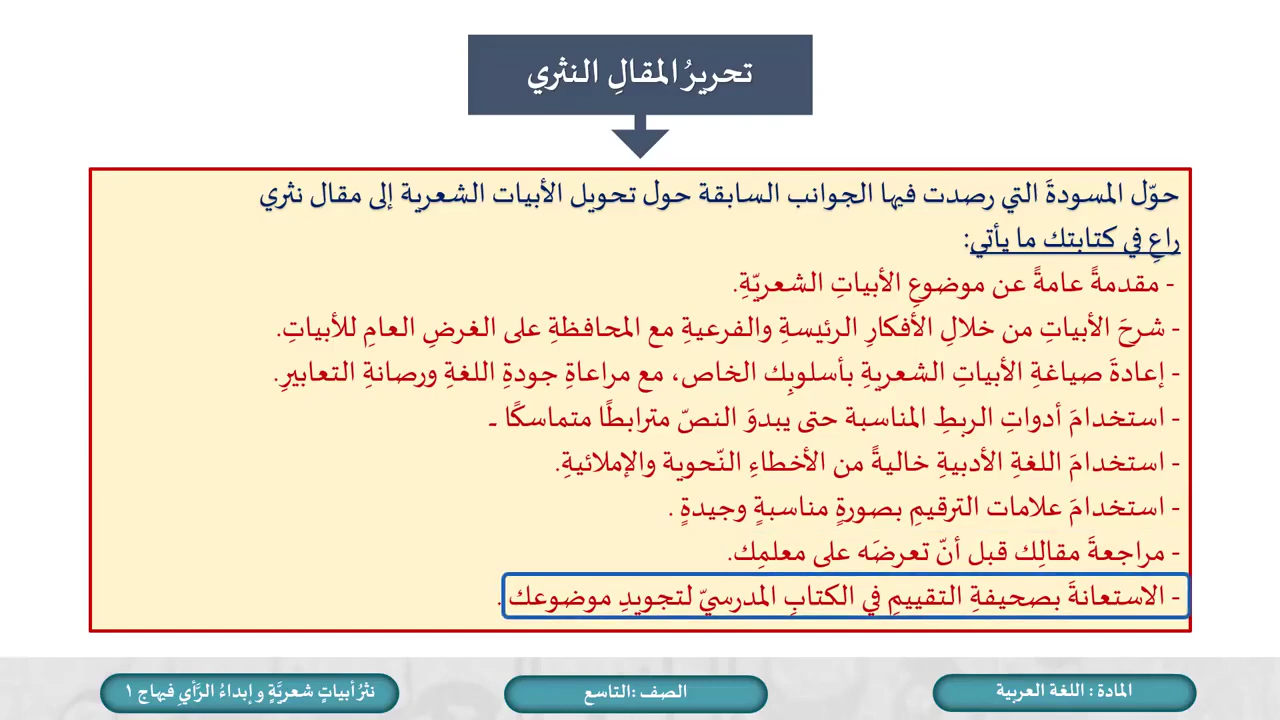 تحريرُ المقالِ النثري
حوّل المسودةَ التي رصدت فيها الجوانب السابقة حول تحويل الأبيات الشعرية إلى مقال نثري
راعِ في كتابتك ما يأتي:
- مقدمةً عامةً عن موضوعِ الأبياتِ الشعريّةِ.
- شرحَ الأبياتِ من خلالِ الأفكارِ الرئيسةِ والفرعيةِ مع المحافظةِ على الغرضِ العامِ للأبياتِ.
- إعادةَ صياغةِ الأبياتِ الشعريةِ بأسلوبِك الخاص، مع مراعاةِ جودةِ اللغةِ ورصانةِ التعابيرِ.
- استخدامَ أدواتِ الربطِ المناسبة حتى يبدوَ النصّ مترابطًا متماسكًا ـ
- استخدامَ اللغةِ الأدبيةِ خاليةً من الأخطاءِ النّحوية والإملائيةِ.
- استخدامَ علامات الترقيمِ بصورةٍ مناسبةٍ وجيدةٍ .
- مراجعةَ مقالِك قبل أنّ تعرضَه على معلمِك.
- الاستعانةَ بصحيفةِ التقييمِ في الكتابِ المدرسيّ لتجويدِ موضوعك .
المادة : اللغة العربية
الصف :التاسع
نثرُ أبياتٍ شعريَّةٍ و إبداءُ الرَّأيِ فيهاج ١